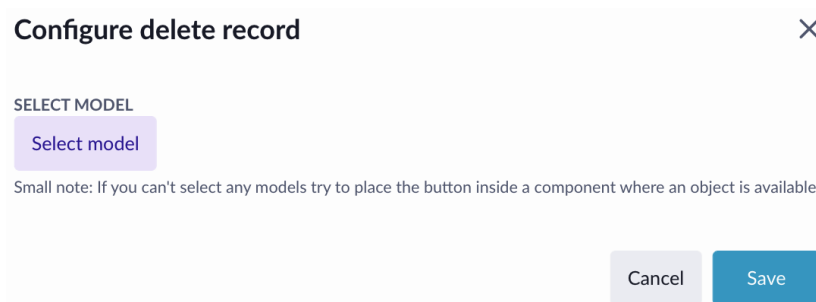 Configure delete record
SELECT MODEL
Select model
Small note: If you can't select any models try to place the button inside a component where an object is available
Cancel
Save